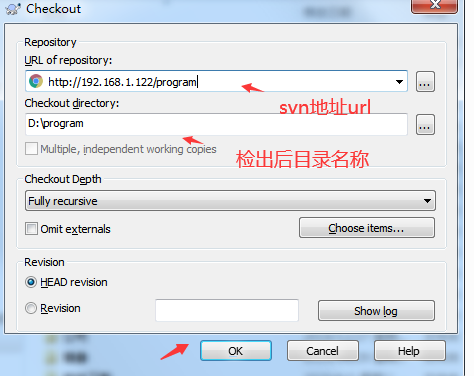 Checkout
Repository
URL of repository:
http://192.168.1.122/program
...
svn地址url
Checkout directory:
D:\program
...
Multiple, independent working copies
检出后目录名称
Checkout Depth
Fully recursive
Omit externals
Choose items...
Revision
HEAD revision
Revision
Show log
OK
Cancel
Help